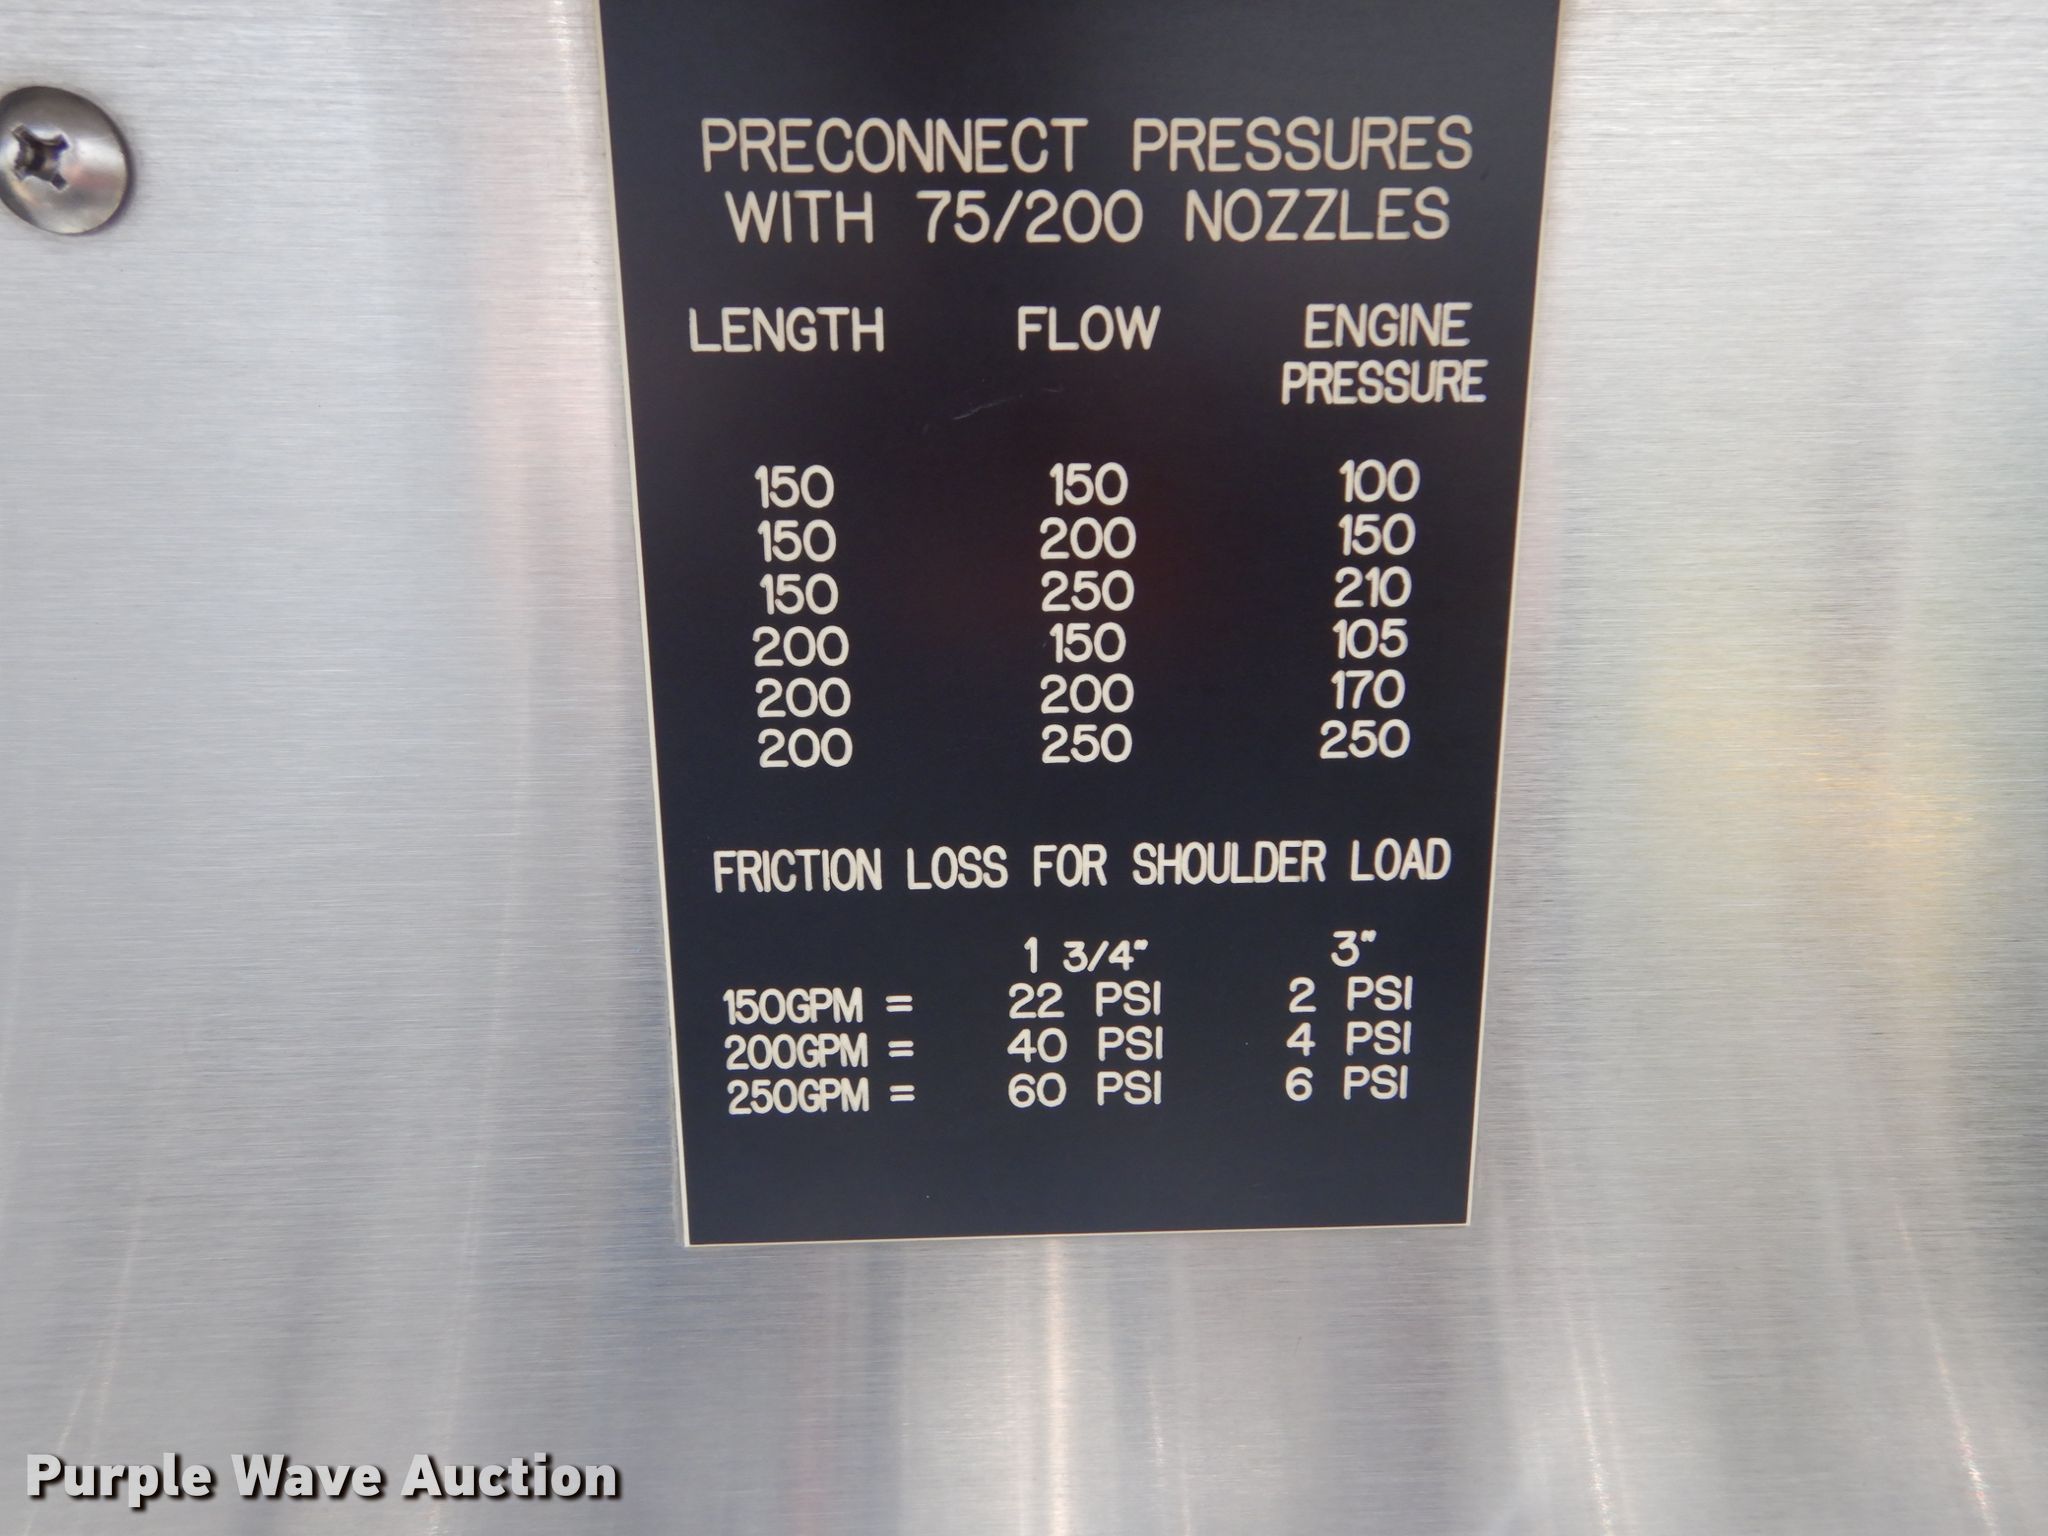 PRECONNECT PRESSURES
WITH 75/200 NOZZLES
LENGTH FLOW ENGINE
PRESSURE
150 150 100
150 200 150
150 250 210
200 150 105
200 200 170
200 250 250
FRICTION LOSS FOR SHOULDER LOAD
1 3/4" 3"
150GPM = 22 PSI 2 PSI
200GPM = 40 PSI 4 PSI
250GPM = 60 PSI 6 PSI
Purple Wave Auction